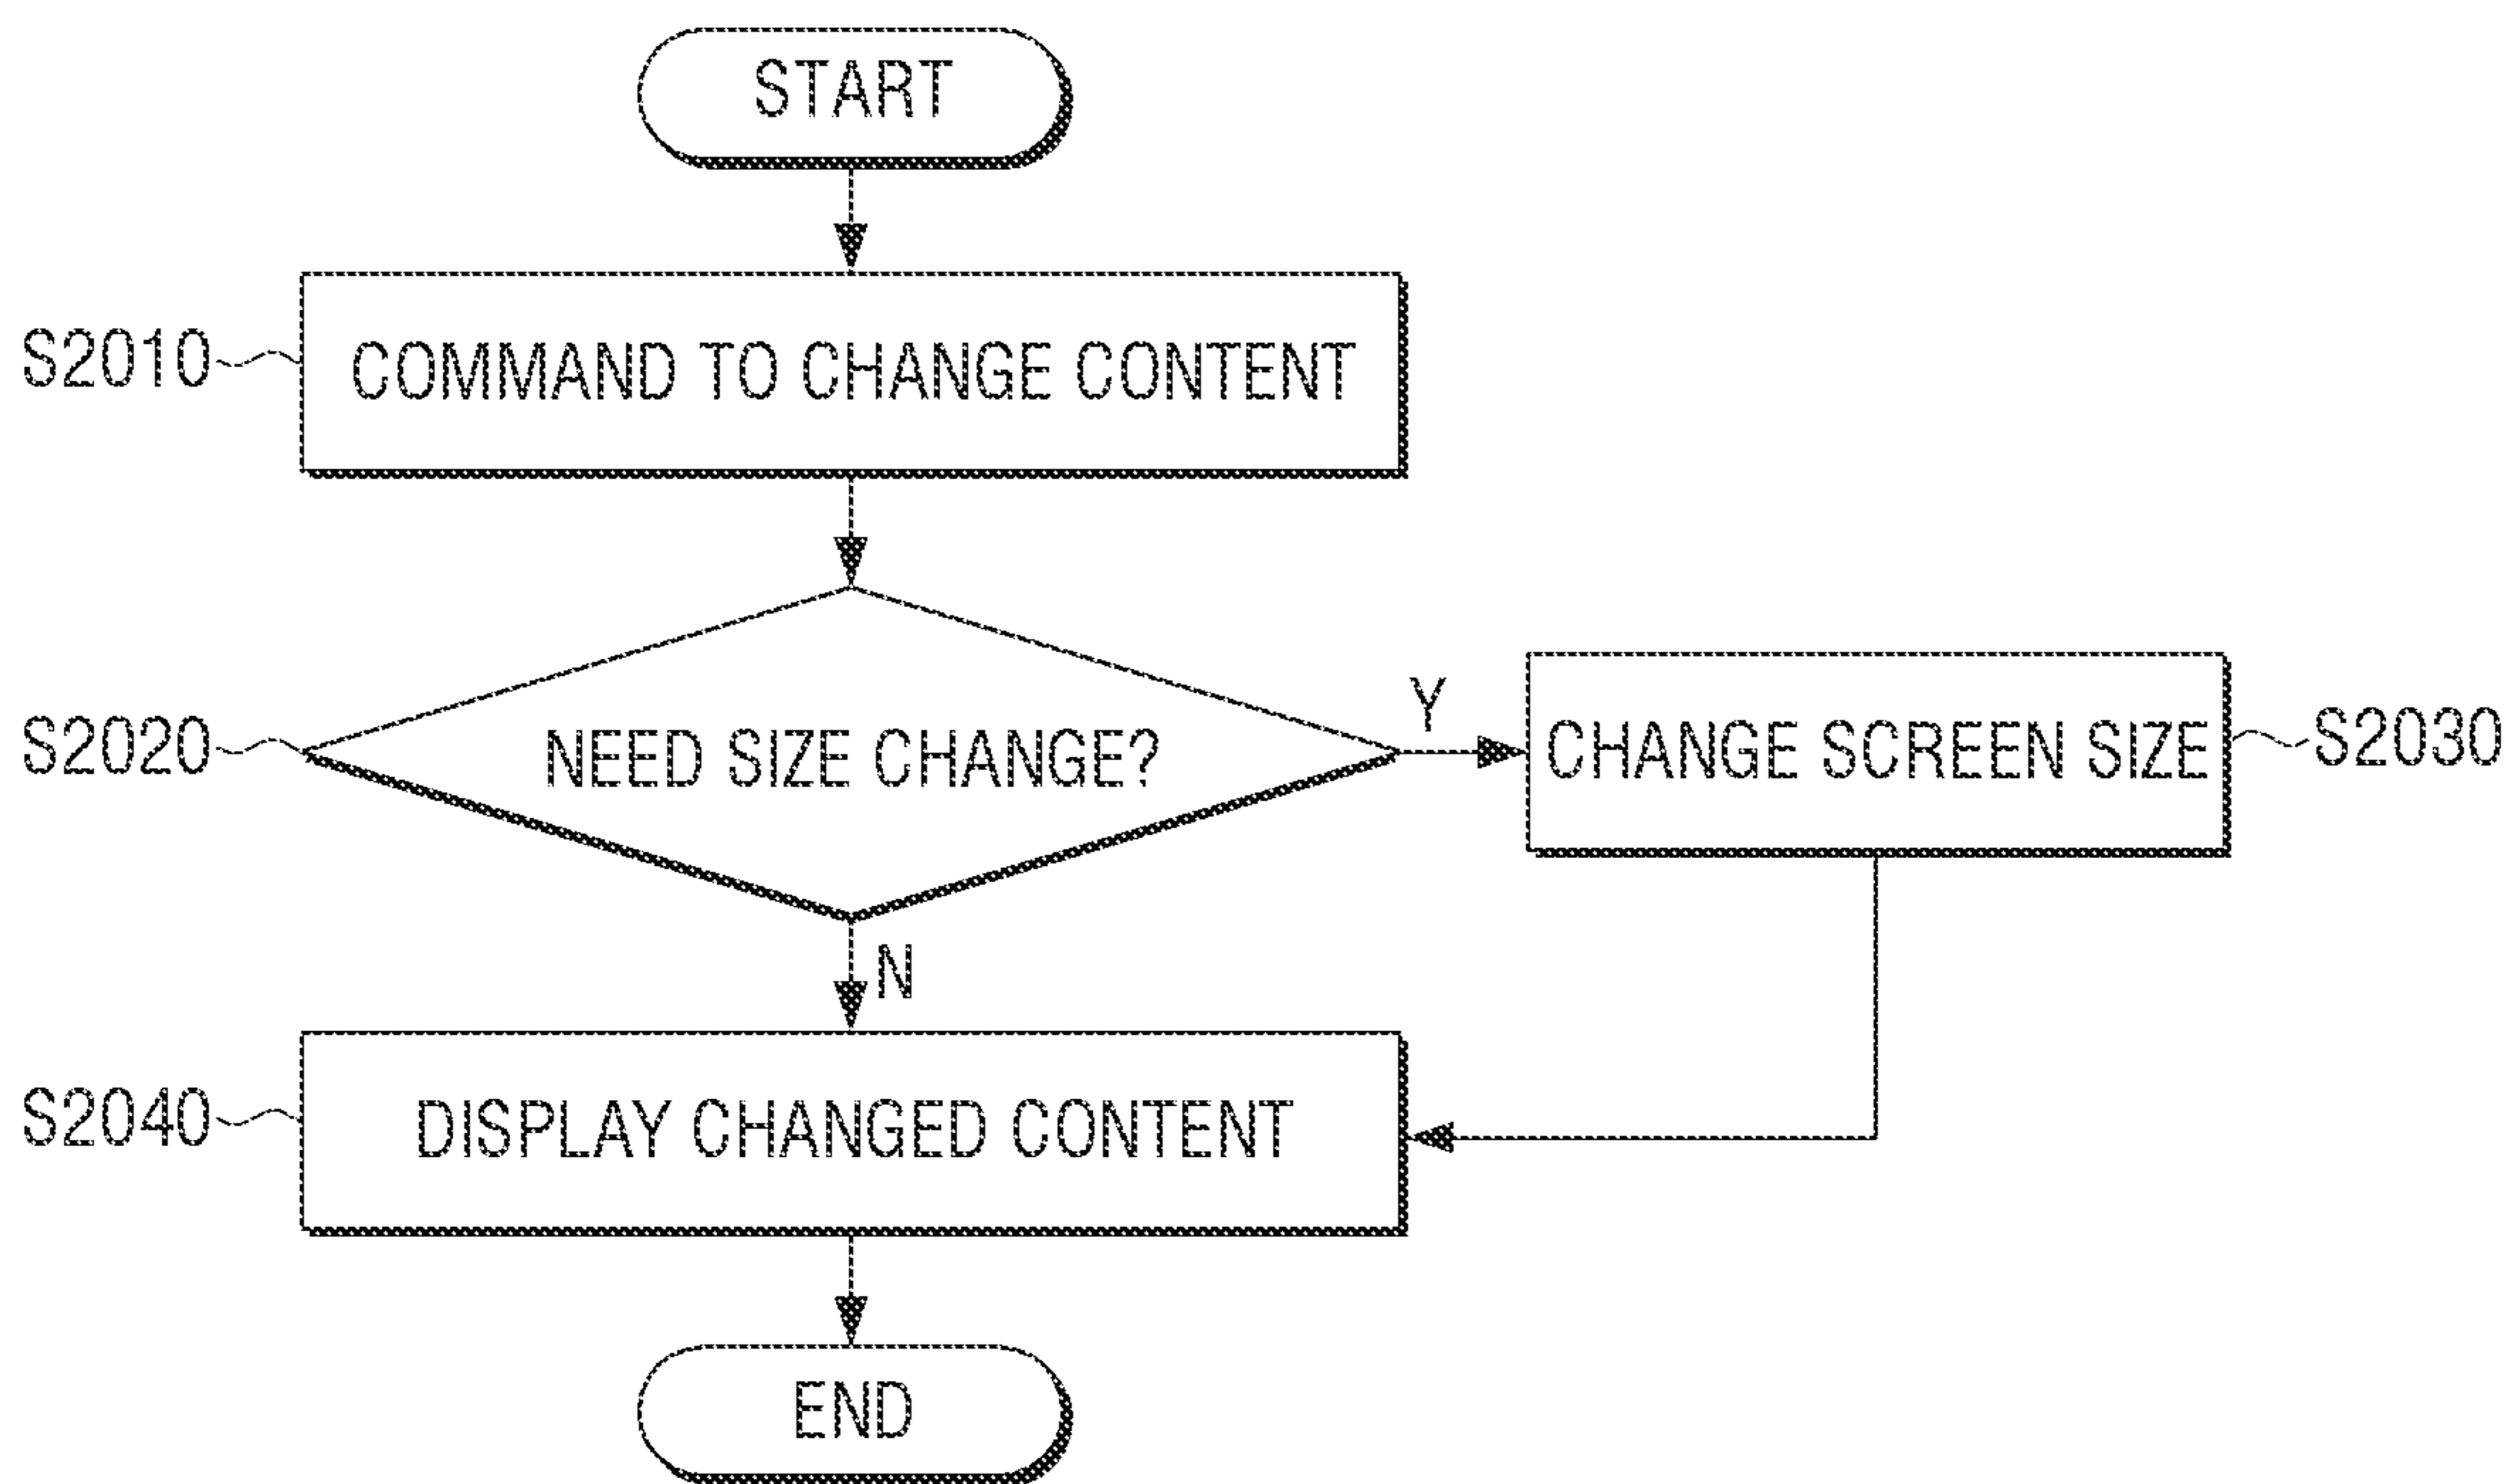 START
S2010
COMMAND TO CHANGE CONTENT
S2020
NEED SIZE CHANGE?
Y
CHANGE SCREEN SIZE
S2030
N
S2040
DISPLAY CHANGED CONTENT
END